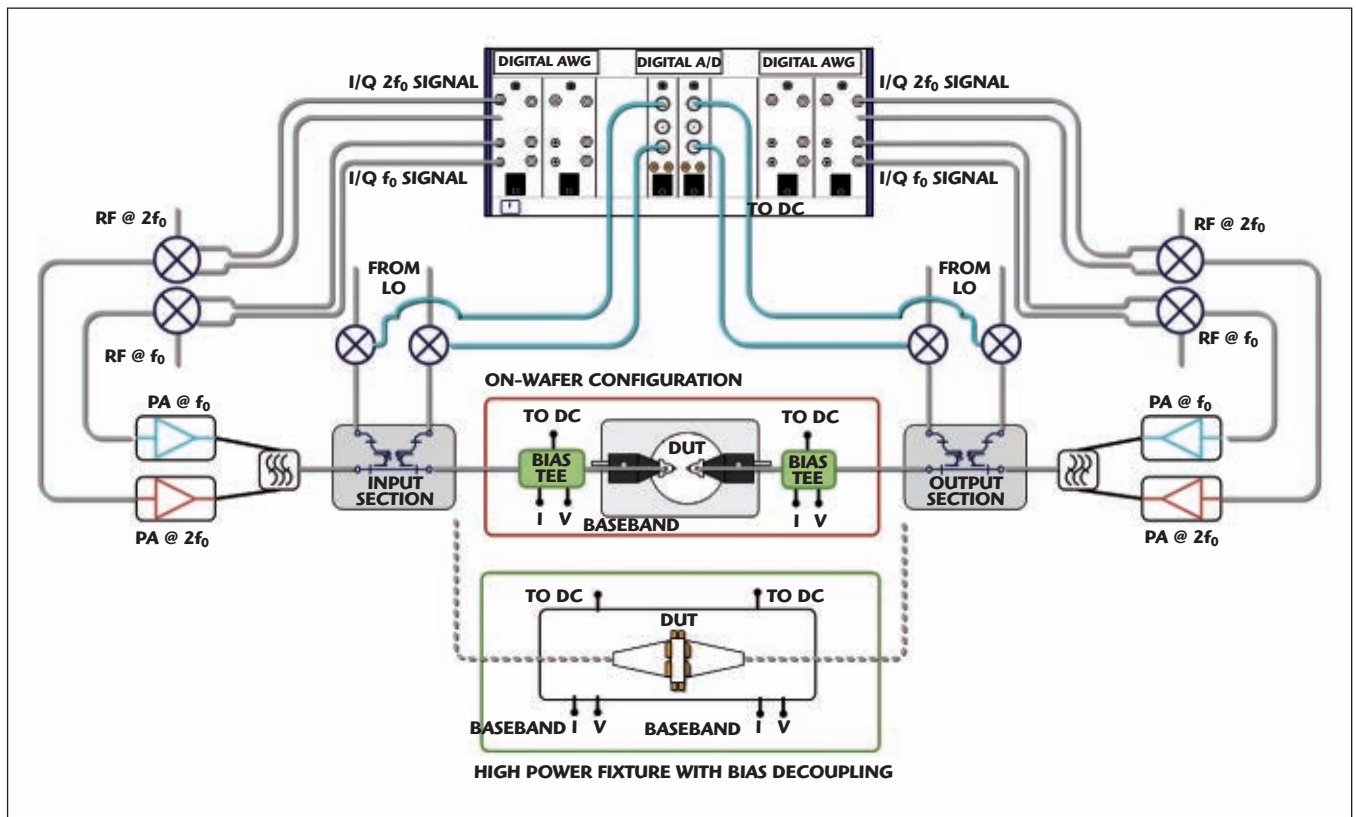 DIGITAL AWG
DIGITAL A/D
DIGITAL AWG
I/Q 2f₀ SIGNAL
I/Q 2f₀ SIGNAL
I/Q f₀ SIGNAL
I/Q f₀ SIGNAL
TO DC
RF @ 2f₀
RF @ 2f₀
FROM
LO
FROM
LO
RF @ f₀
RF @ f₀
ON-WAFER CONFIGURATION
PA @ f₀
PA @ f₀
TO DC
TO DC
DUT
BIAS
TEE
BIAS
TEE
INPUT
SECTION
OUTPUT
SECTION
I V
BASEBAND
I V
PA @ 2f₀
PA @ 2f₀
TO DC
TO DC
DUT
BASEBAND I V
BASEBAND I V
HIGH POWER FIXTURE WITH BIAS DECOUPLING